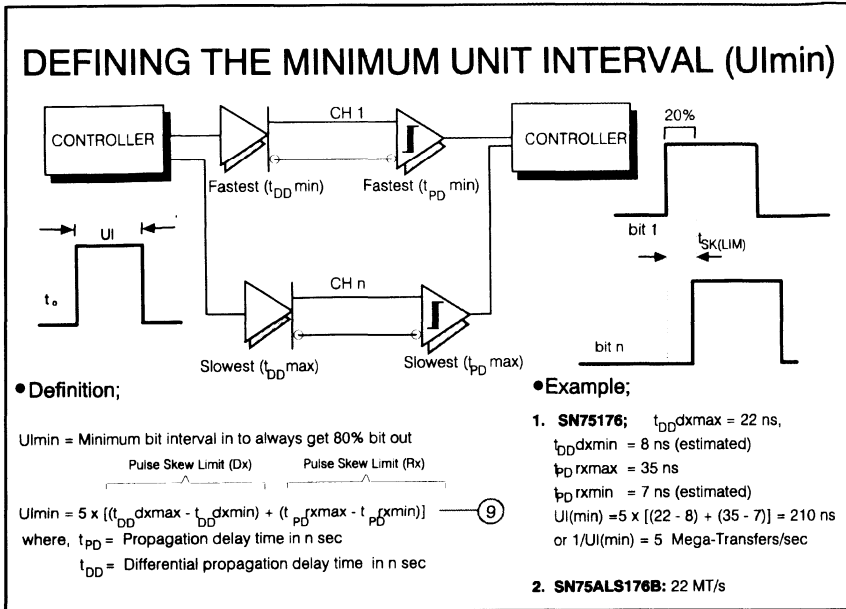 DEFINING THE MINIMUM UNIT INTERVAL (UImin)
CONTROLLER
CH 1
CONTROLLER
20%
Fastest (tDD min)
Fastest (tPD min)
bit 1
UI
tSK(LIM)
to
CH n
bit n
Slowest (tDD max)
Slowest (tPD max)
•Definition;
UImin = Minimum bit interval in to always get 80% bit out
Pulse Skew Limit (Dx) Pulse Skew Limit (Rx)
UImin = 5 x [(tDDdxmax - tDDdxmin) + (tPDrxmax - tPDrxmin)] 9
where, tPD = Propagation delay time in n sec
tDD = Differential propagation delay time in n sec
•Example;
1. SN75176; tDDdxmax = 22 ns,
tDDdxmin = 8 ns (estimated)
tPD rxmax = 35 ns
tPD rxmin = 7 ns (estimated)
UI(min) =5 x [(22 - 8) + (35 - 7)] = 210 ns
or 1/UI(min) = 5 Mega-Transfers/sec
2. SN75ALS176B: 22 MT/s